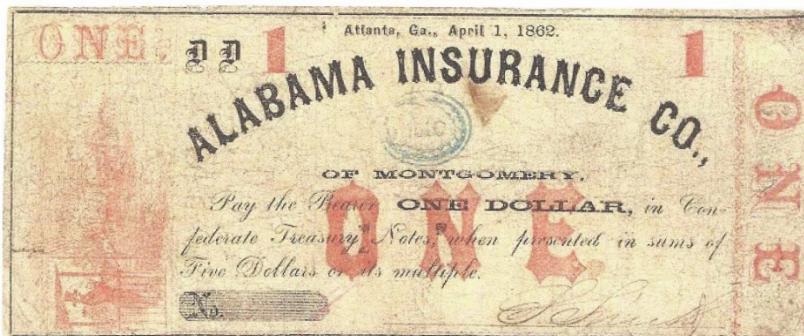 ONE.
D D
1
Atlanta, Ga., April 1, 1862.
1
ALABAMA INSURANCE CO.,
OF MONTGOMERY.
Pay the Bearer ONE DOLLAR, in Con-
federate Treasury Notes, when presented in sums of
Five Dollars or its multiple.
ONE
No.
ONE